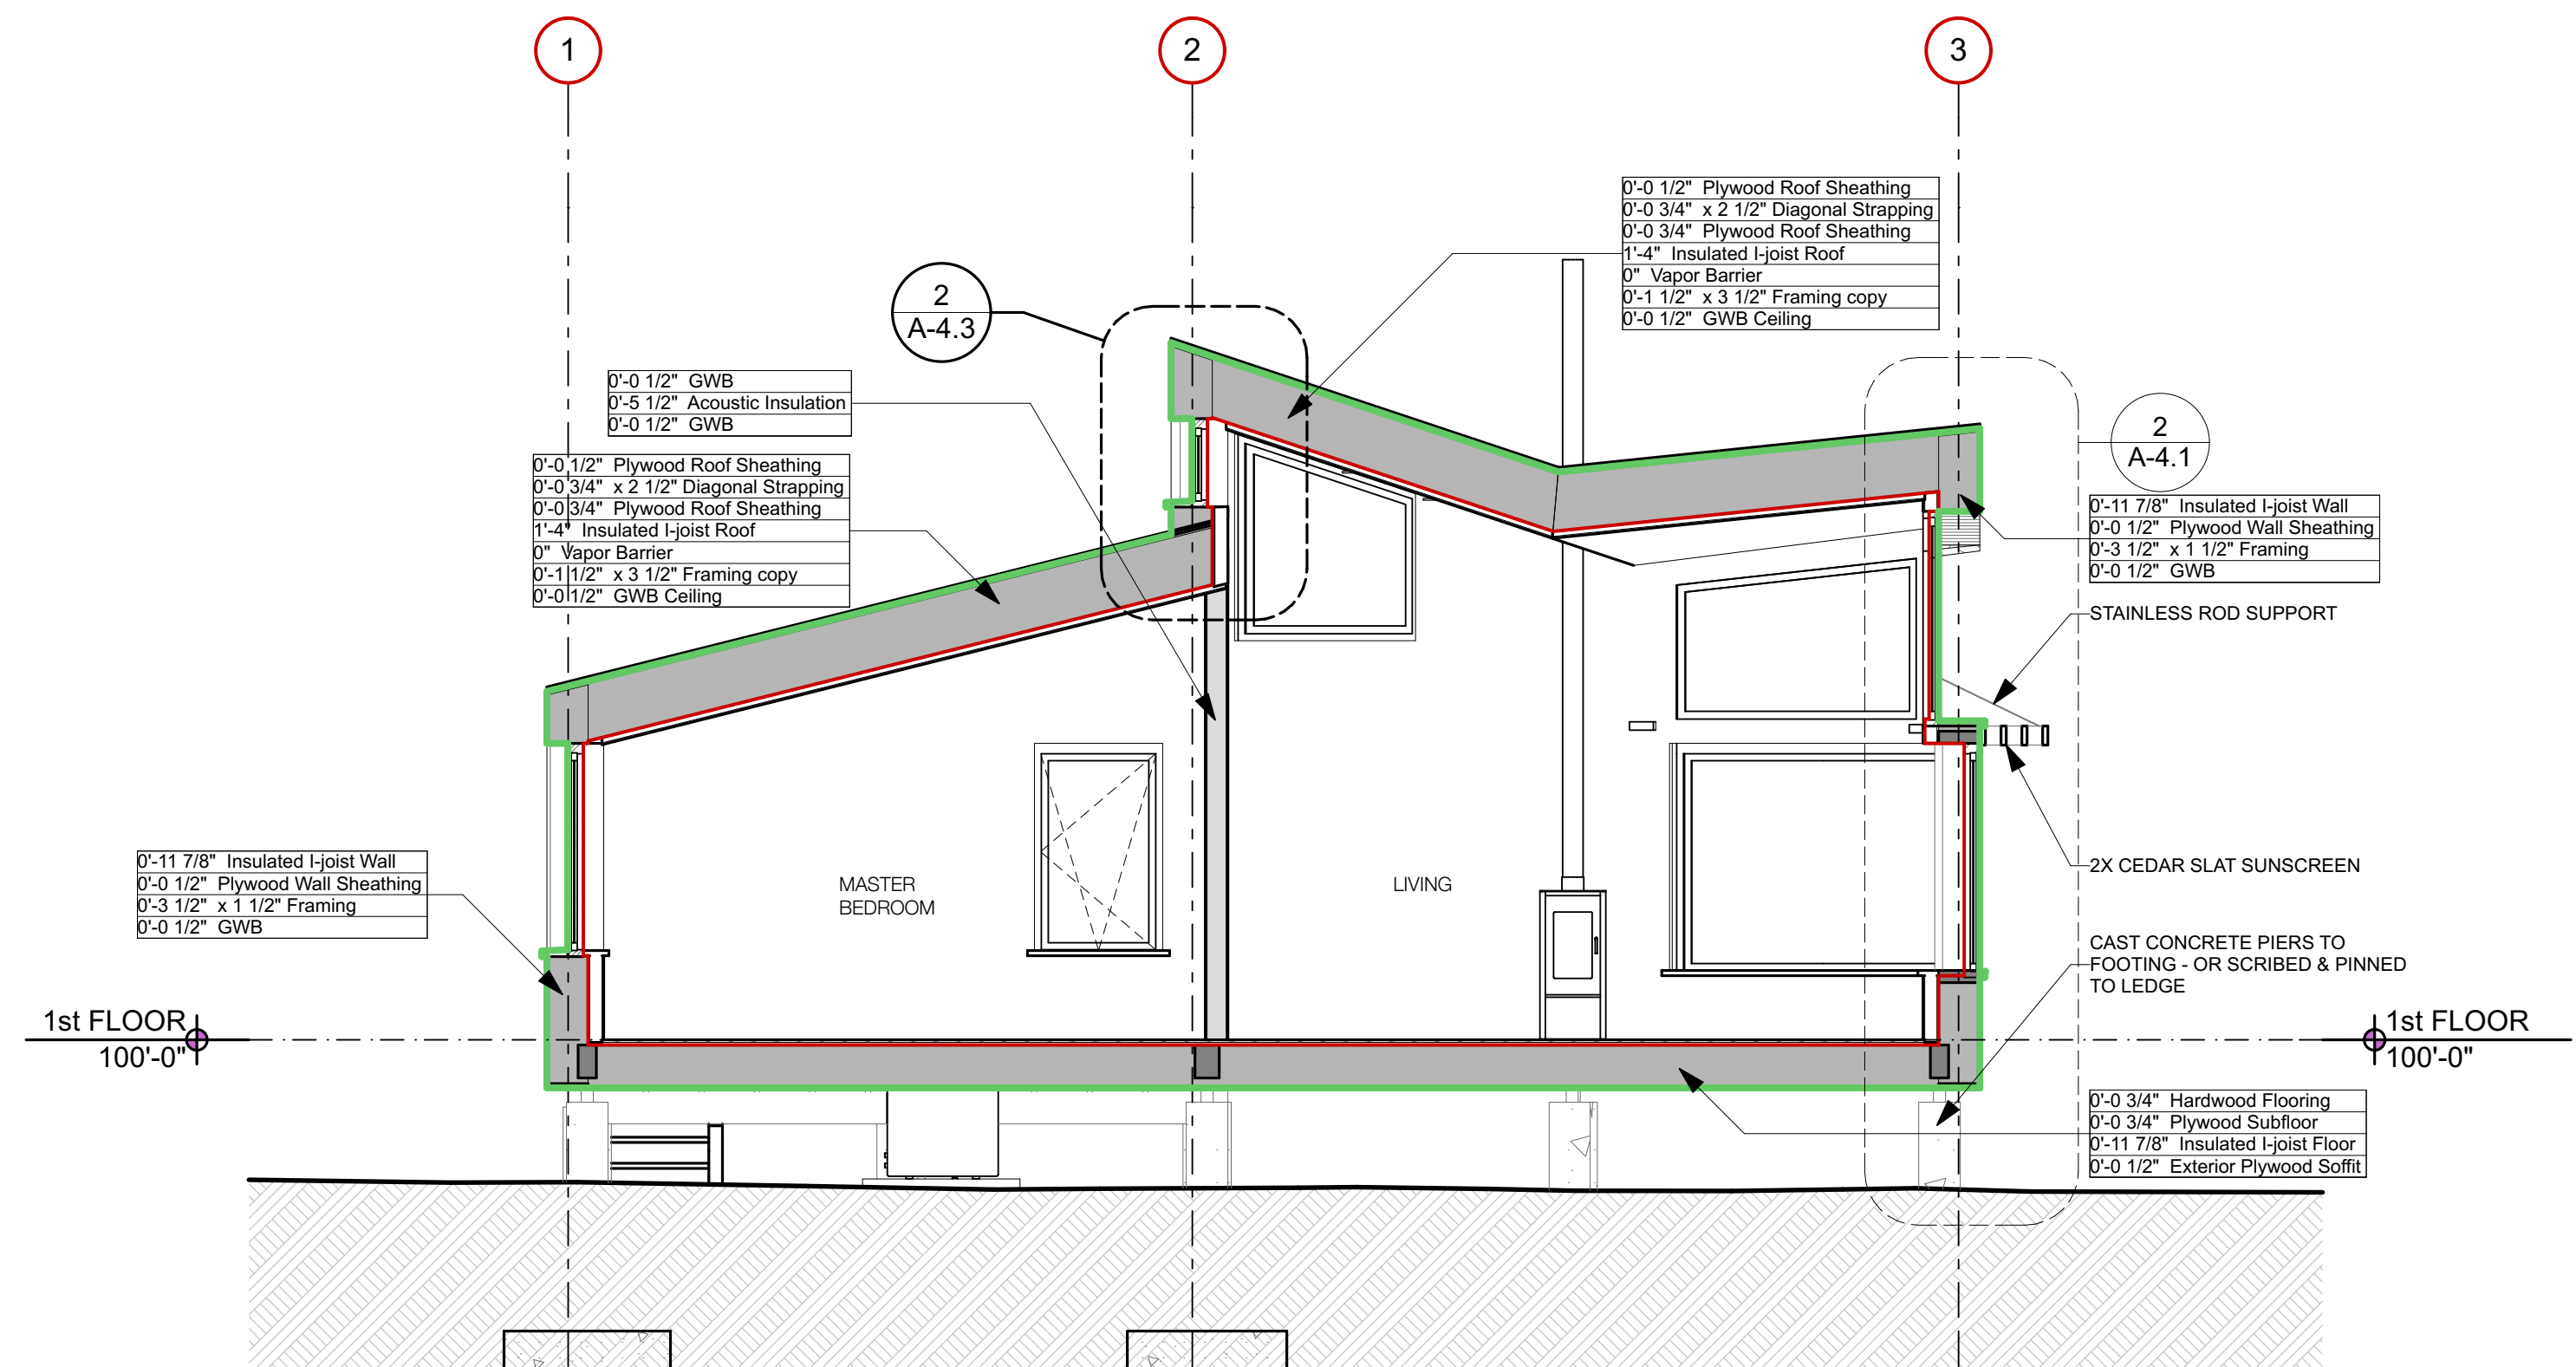 1
2
3
0'-0 1/2" Plywood Roof Sheathing
0'-0 3/4" x 2 1/2" Diagonal Strapping
0'-0 3/4" Plywood Roof Sheathing
1'-4" Insulated I-joist Roof
0" Vapor Barrier
0'-1 1/2" x 3 1/2" Framing copy
0'-0 1/2" GWB Ceiling
2
A-4.3
0'-0 1/2" GWB
0'-5 1/2" Acoustic Insulation
0'-0 1/2" GWB
2
A-4.1
0'-0 1/2" Plywood Roof Sheathing
0'-0 3/4" x 2 1/2" Diagonal Strapping
0'-0 3/4" Plywood Roof Sheathing
1'-4" Insulated I-joist Roof
0" Vapor Barrier
0'-1 1/2" x 3 1/2" Framing copy
0'-0 1/2" GWB Ceiling
0'-11 7/8" Insulated I-joist Wall
0'-0 1/2" Plywood Wall Sheathing
0'-3 1/2" x 1 1/2" Framing
0'-0 1/2" GWB
STAINLESS ROD SUPPORT
0'-11 7/8" Insulated I-joist Wall
0'-0 1/2" Plywood Wall Sheathing
0'-3 1/2" x 1 1/2" Framing
0'-0 1/2" GWB
MASTER
BEDROOM
LIVING
2X CEDAR SLAT SUNSCREEN
CAST CONCRETE PIERS TO
FOOTING - OR SCRIBED & PINNED
TO LEDGE
1st FLOOR
100'-0"
1st FLOOR
100'-0"
0'-0 3/4" Hardwood Flooring
0'-0 3/4" Plywood Subfloor
0'-11 7/8" Insulated I-joist Floor
0'-0 1/2" Exterior Plywood Soffit